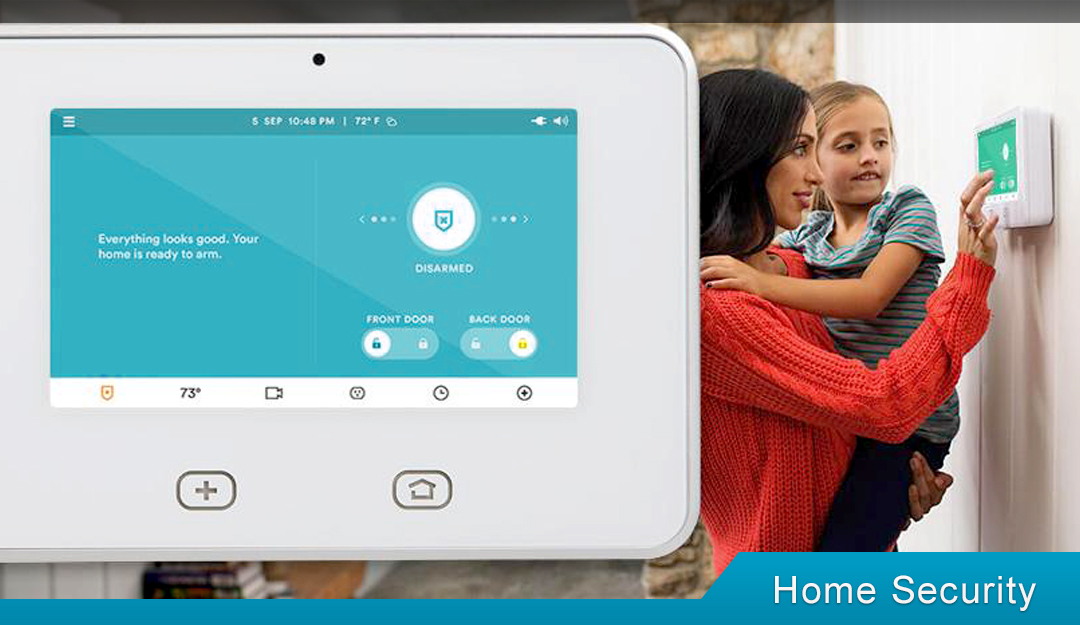 S SEP 10:48 PM | 72° F
Everything looks good. Your
home is ready to arm.
DISARMED
FRONT DOOR BACK DOOR
73°
Home Security